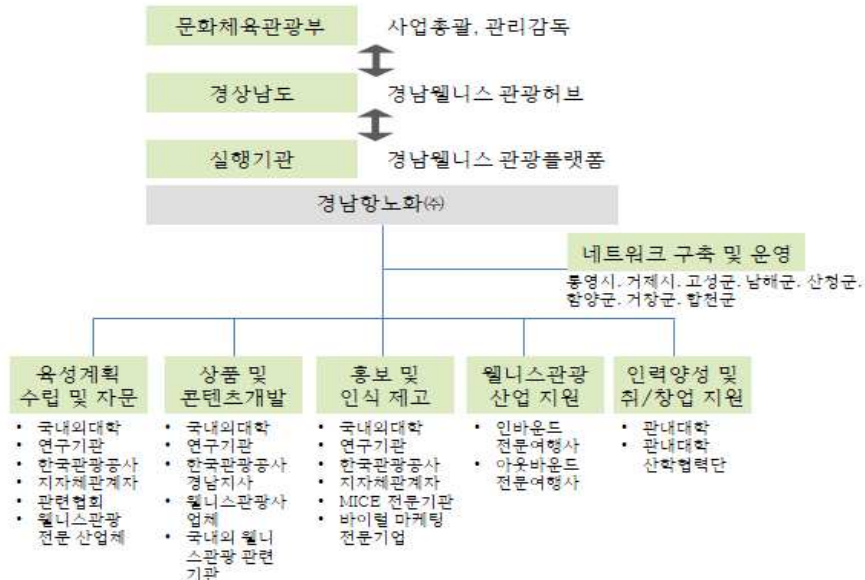 문화체육관광부 사업총괄, 관리감독
경상남도 경남웰니스 관광허브
실행기관 경남웰니스 관광플랫폼
경남항노화㈜
네트워크 구축 및 운영
통영시, 거제시, 고성군, 남해군, 산청군,
함양군, 거창군, 합천군
육성계획
수립 및 자문
• 국내외대학
• 연구기관
• 한국관광공사
• 지자체관계자
• 관련협회
• 웰니스관광
전문 산업체
상품 및
콘텐츠개발
• 국내외대학
• 연구기관
• 한국관광공사
경남지사
• 웰니스관광사
업체
• 국내외 웰니
스관광 관련
기관
홍보 및
인식 제고
• 국내외대학
• 연구기관
• 한국관광공사
• 지자체관계자
• MICE 전문기관
• 바이럴 마케팅
전문기업
웰니스관광
산업 지원
• 인바운드
전문여행사
• 아웃바운드
전문여행사
인력양성 및
취/창업 지원
• 관내대학
• 관내대학
산학협력단